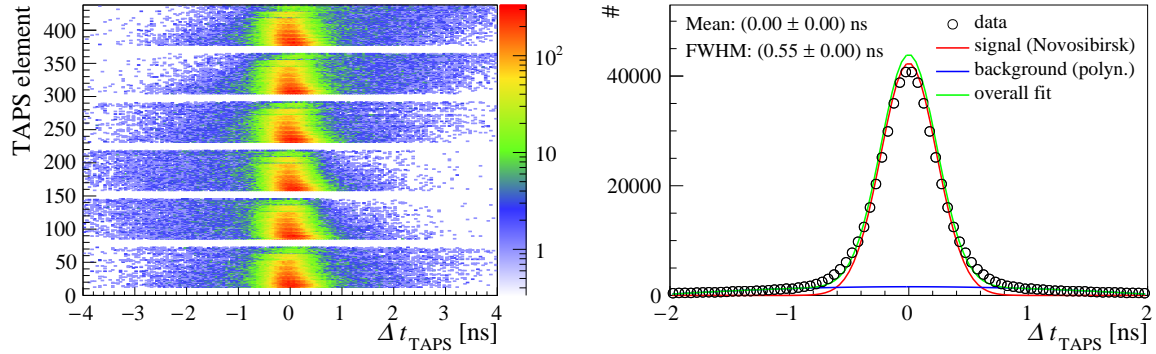 TAPS element
400
350
300
250
200
150
100
50
0
−4 −3 −2 −1 0 1 2 3 4
Δ t TAPS [ns]
10²
10
1
#
Mean: (0.00 ± 0.00) ns
FWHM: (0.55 ± 0.00) ns
data
signal (Novosibirsk)
background (polyn.)
overall fit
40000
20000
0
−2 −1 0 1 2
Δ t TAPS [ns]